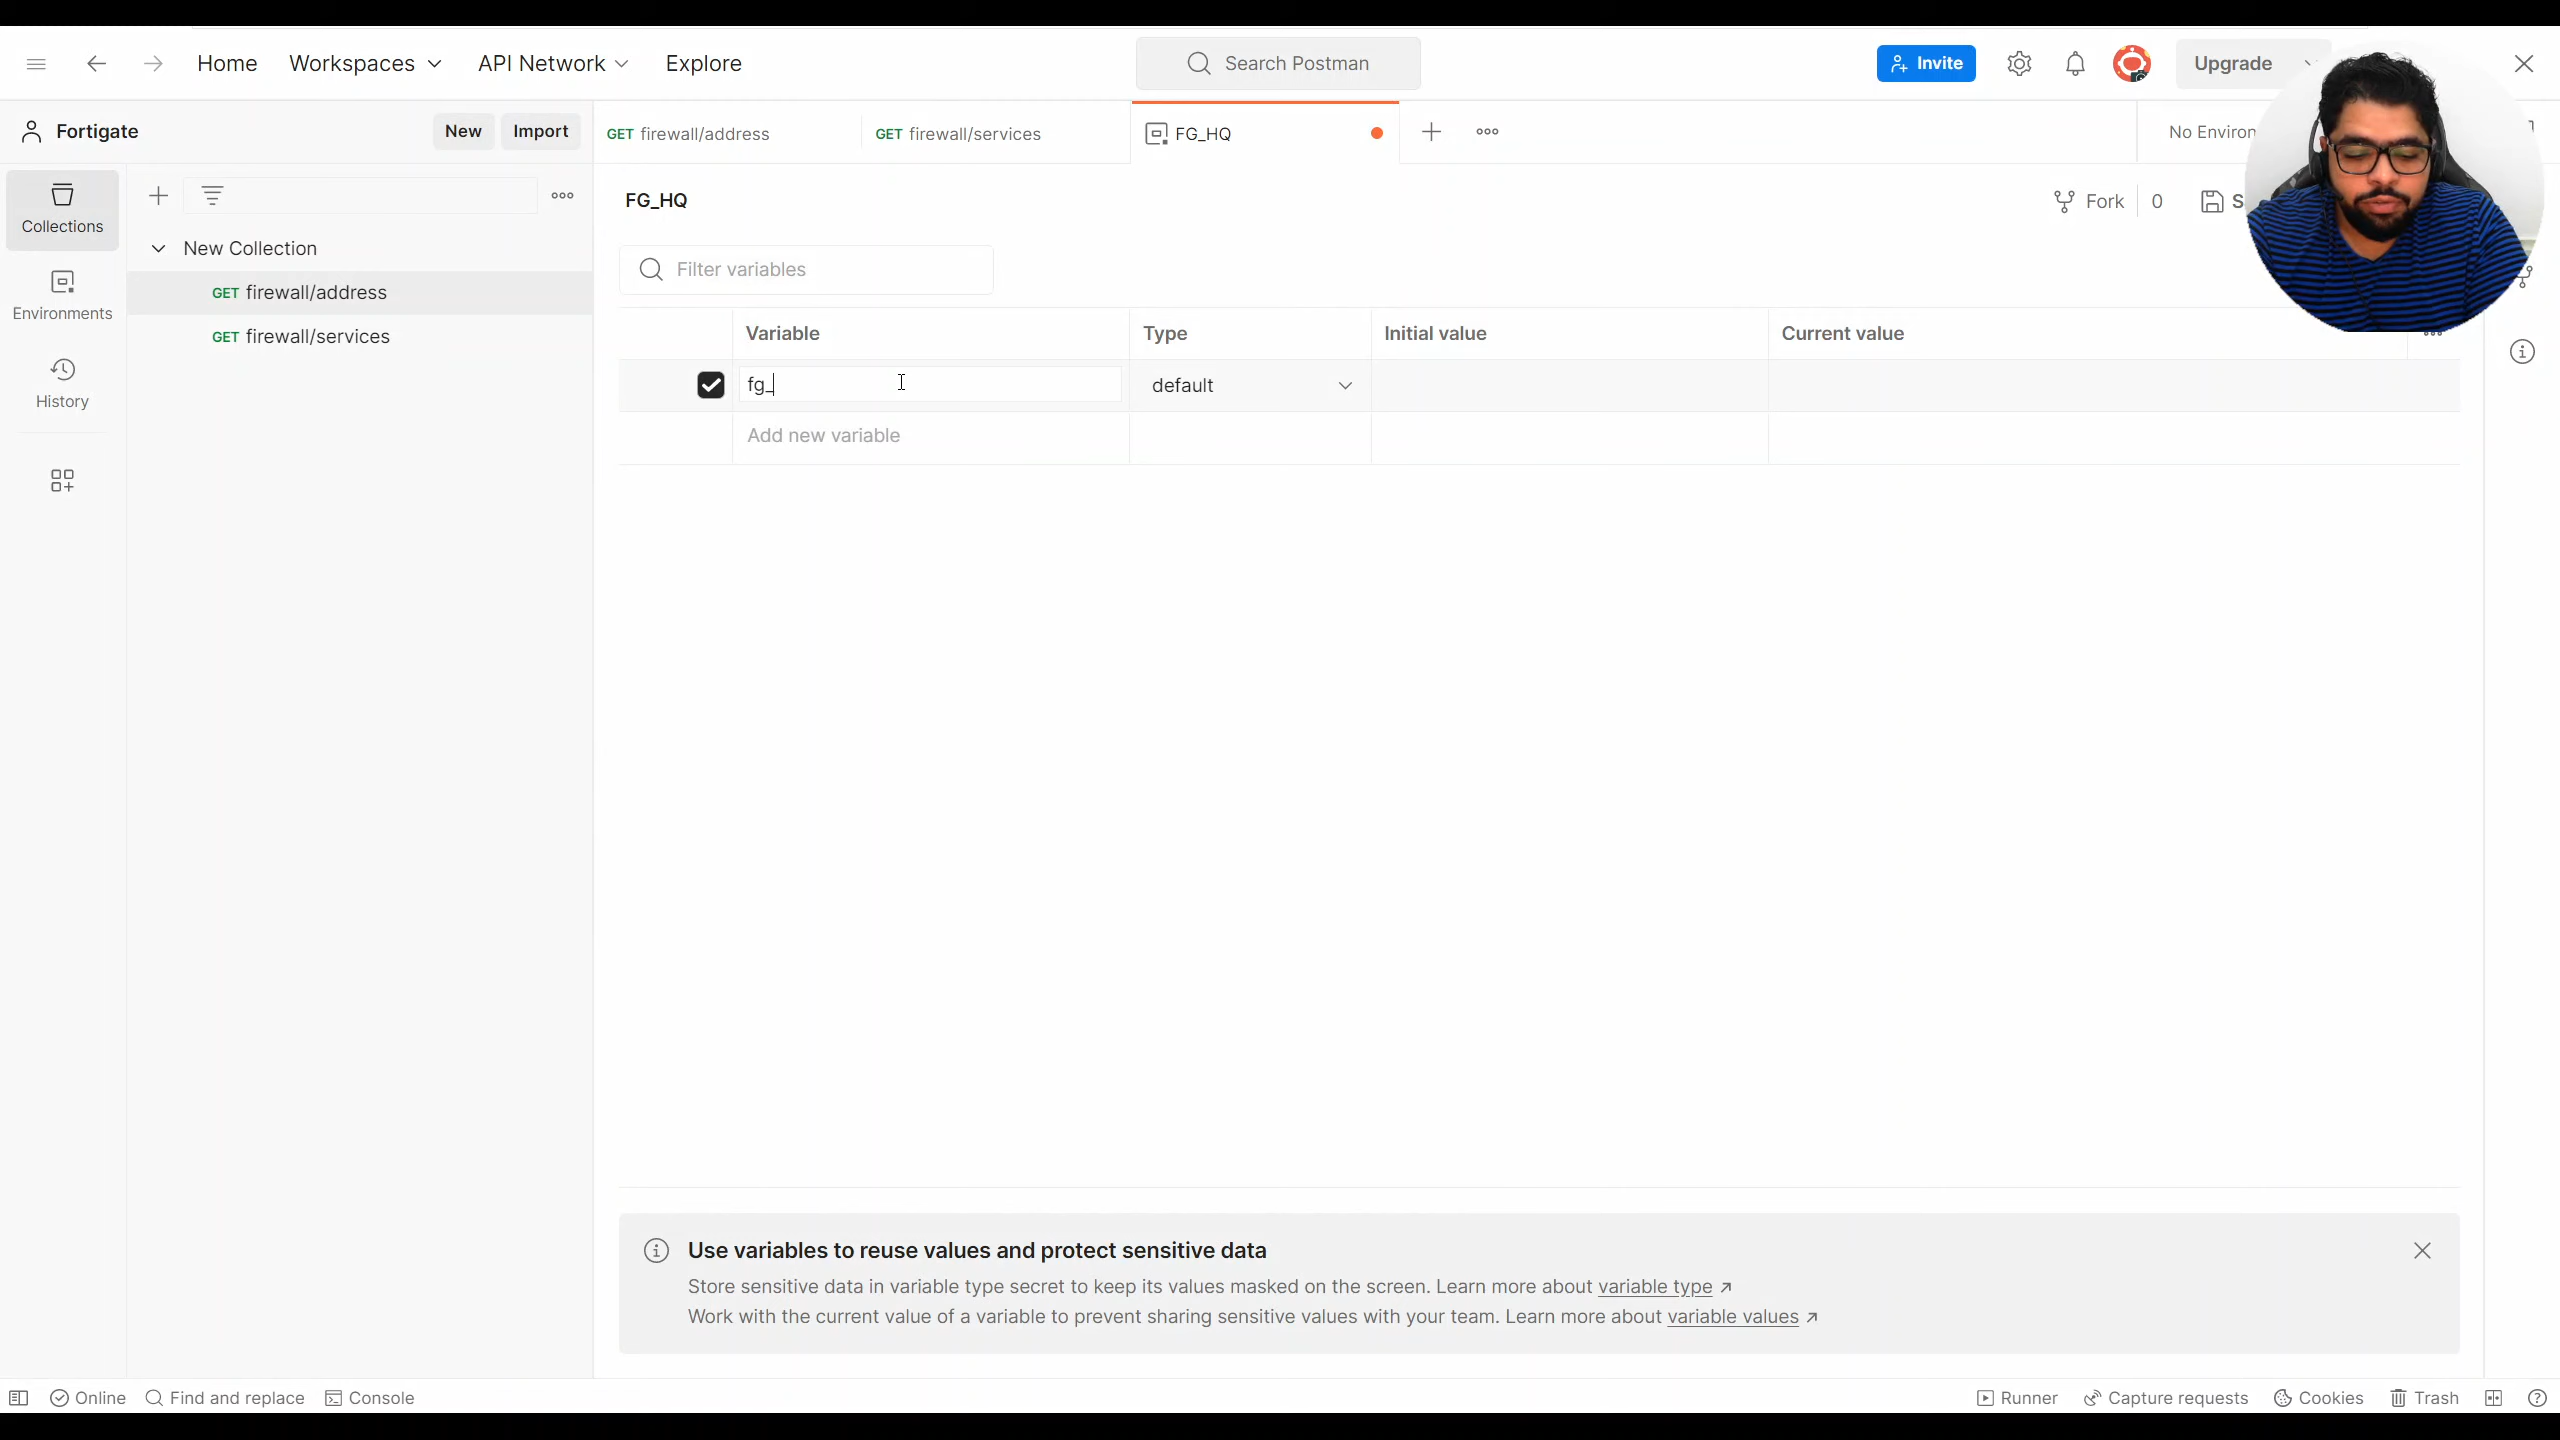 Home
Workspaces
API Network
Explore
Search Postman
Invite
Upgrade
Fortigate
New
Import
GET firewall/address
GET firewall/services
FG_HQ
No Environ
Collections
Environments
History
New Collection
GET firewall/address
GET firewall/services
FG_HQ
Fork
0
S
Filter variables
Variable
Type
Initial value
Current value
fg_
default
Add new variable
Use variables to reuse values and protect sensitive data
Store sensitive data in variable type secret to keep its values masked on the screen. Learn more about variable type ↗
Work with the current value of a variable to prevent sharing sensitive values with your team. Learn more about variable values ↗
Online
Find and replace
Console
Runner
Capture requests
Cookies
Trash